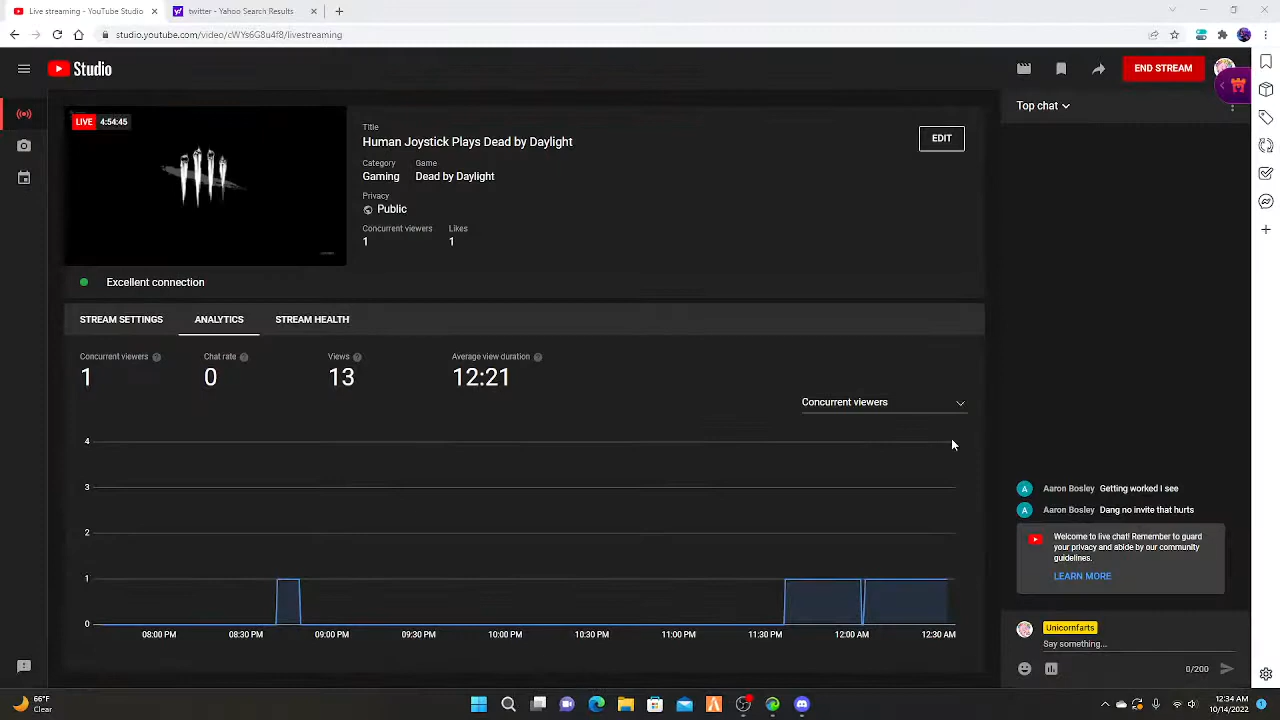 Live streaming - YouTube Studio
twitter - Yahoo Search Results
studio.youtube.com/video/cWYs6G8u4f8/livestreaming
Studio
END STREAM
LIVE 4:54:45
Title
Human Joystick Plays Dead by Daylight
EDIT
Category Game
Gaming Dead by Daylight
Privacy
Public
Concurrent viewers Likes
1 1
Excellent connection
STREAM SETTINGS ANALYTICS STREAM HEALTH
Concurrent viewers Chat rate Views Average view duration
1 0 13 12:21
Concurrent viewers
4
3
2
1
0
08:00 PM 08:30 PM 09:00 PM 09:30 PM 10:00 PM 10:30 PM 11:00 PM 11:30 PM 12:00 AM 12:30 AM
Top chat
A Aaron Bosley Getting worked I see
A Aaron Bosley Dang no invite that hurts
Welcome to live chat! Remember to guard
your privacy and abide by our community
guidelines.
LEARN MORE
Unicornfarts
Say something...
0/200
66°F
Clear
12:34 AM
10/14/2022
1